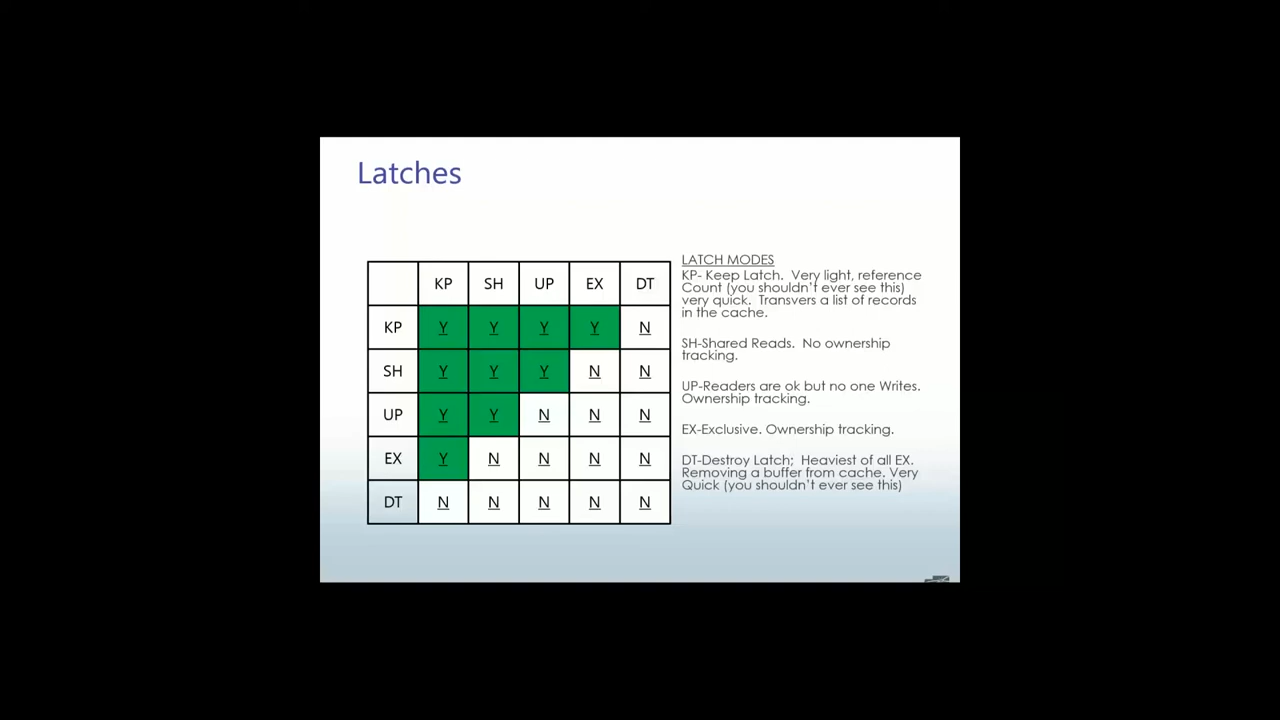 Latches
KP SH UP EX DT
KP Y Y Y Y N
SH Y Y Y N N
UP Y Y N N N
EX Y N N N N
DT N N N N N
LATCH MODES
KP- Keep Latch. Very light, reference
Count (you shouldn't ever see this)
very quick. Transvers a list of records
in the cache.
SH-Shared Reads. No ownership
tracking.
UP-Readers are ok but no one Writes.
Ownership tracking.
EX-Exclusive. Ownership tracking.
DT-Destroy Latch; Heaviest of all EX.
Removing a buffer from cache. Very
Quick (you shouldn't ever see this)